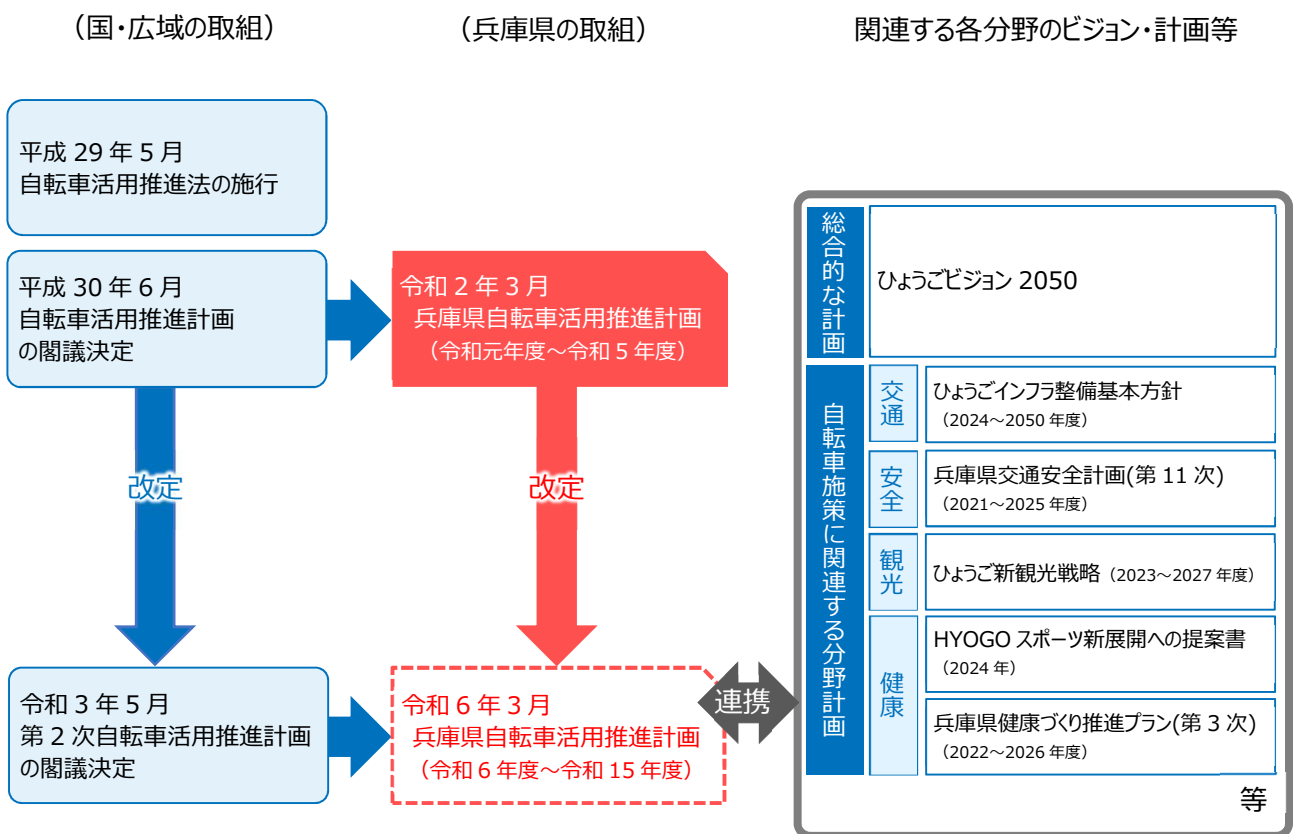 （国・広域の取組）
（兵庫県の取組）
関連する各分野のビジョン・計画等
平成 29 年 5 月
自転車活用推進法の施行
平成 30 年 6 月
自転車活用推進計画
の閣議決定
令和 2 年 3 月
兵庫県自転車活用推進計画
（令和元年度～令和 5 年度）
改定
改定
令和 3 年 5 月
第 2 次自転車活用推進計画
の閣議決定
令和 6 年 3 月
兵庫県自転車活用推進計画
（令和 6 年度～令和 15 年度）
連携
総合的な計画
ひょうごビジョン 2050
自転車施策に関連する分野計画
交通
ひょうごインフラ整備基本方針
（2024～2050 年度）
安全
兵庫県交通安全計画(第 11 次)
（2021～2025 年度）
観光
ひょうご新観光戦略（2023～2027 年度）
健康
HYOGO スポーツ新展開への提案書
（2024 年）
兵庫県健康づくり推進プラン(第 3 次)
（2022～2026 年度）
等